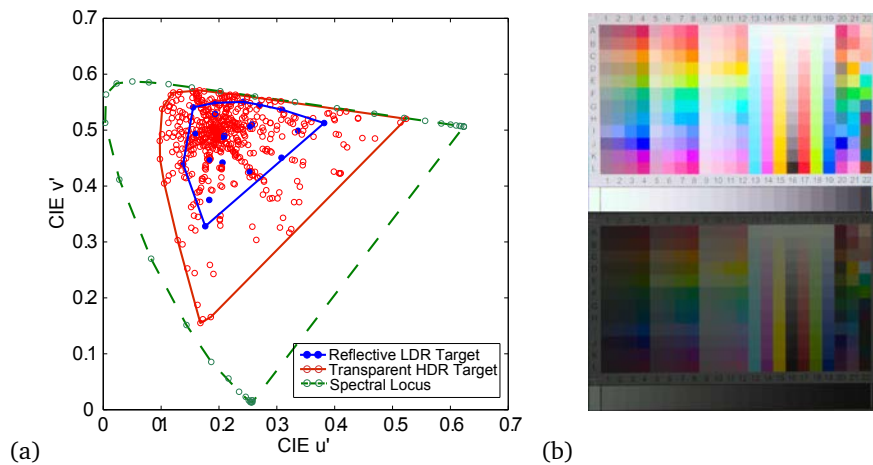 0.7
0.6
0.5
0.4
0.3
0.2
0.1
0
CIE v'
Reflective LDR Target
Transparent HDR Target
Spectral Locus
0 0.1 0.2 0.3 0.4 0.5 0.6 0.7
CIE u'
(a)
1 2 3 4 5 6 7 8 9 10 11 12 13 14 15 16 17 18 19 20 21 22
A
B
C
D
E
F
G
H
I
J
K
L
1 2 3 4 5 6 7 8 9 10 11 12 13 14 15 16 17 18 19 20 21 22
(b)